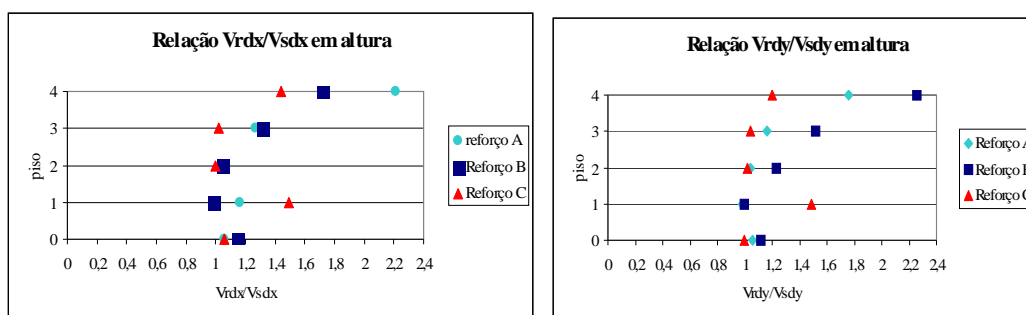 Relação Vrdx/Vsdx em altura
4
3
2
1
0
piso
0 0,2 0,4 0,6 0,8 1 1,2 1,4 1,6 1,8 2 2,2 2,4
Vrdx/Vsdx
reforço A
Reforço B
Reforço C
Relação Vrdy/Vsdy em altura
4
3
2
1
0
piso
0 0,2 0,4 0,6 0,8 1 1,2 1,4 1,6 1,8 2 2,2 2,4
Vrdy/Vsdy
Reforço A
Reforço B
Reforço C